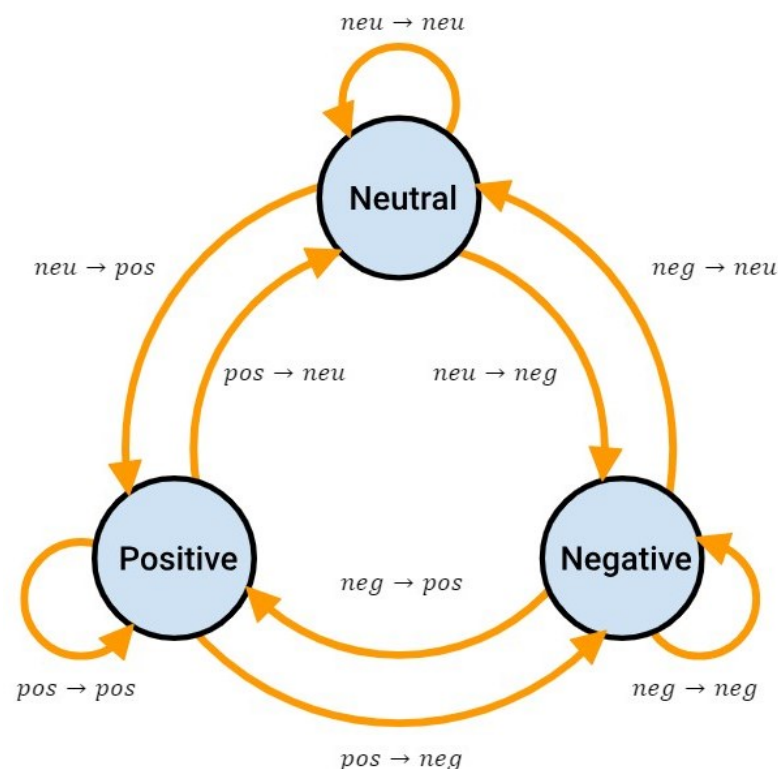 neu → neu
Neutral
neu → pos
neg → neu
pos → neu
neu → neg
Positive
Negative
neg → pos
pos → pos
neg → neg
pos → neg